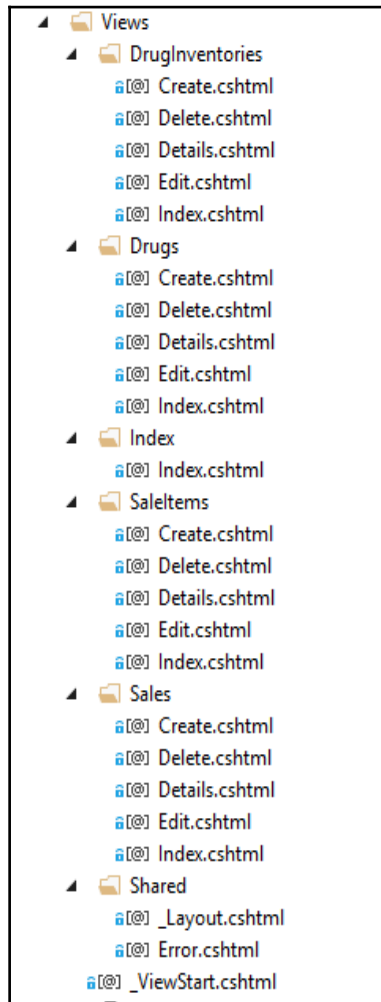 Views
DrugInventories
[@] Create.cshtml
[@] Delete.cshtml
[@] Details.cshtml
[@] Edit.cshtml
[@] Index.cshtml
Drugs
[@] Create.cshtml
[@] Delete.cshtml
[@] Details.cshtml
[@] Edit.cshtml
[@] Index.cshtml
Index
[@] Index.cshtml
SaleItems
[@] Create.cshtml
[@] Delete.cshtml
[@] Details.cshtml
[@] Edit.cshtml
[@] Index.cshtml
Sales
[@] Create.cshtml
[@] Delete.cshtml
[@] Details.cshtml
[@] Edit.cshtml
[@] Index.cshtml
Shared
[@] _Layout.cshtml
[@] Error.cshtml
[@] _ViewStart.cshtml